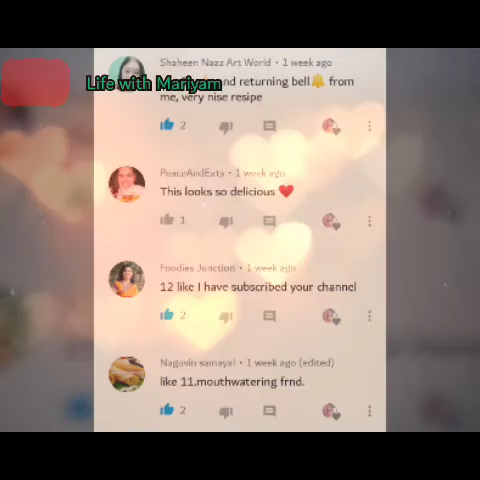 Shaheen Naaz Art World • 1 week ago
Life with Mariyam
and returning bell🔔 from
me, very nise resipe
2
PeaceAndEats • 1 week ago
This looks so delicious ❤️
1
Foodies Junction • 1 week ago
12 like I have subscribed your channel
2
Naguvin samayal • 1 week ago (edited)
like 11.mouthwatering frnd.
2